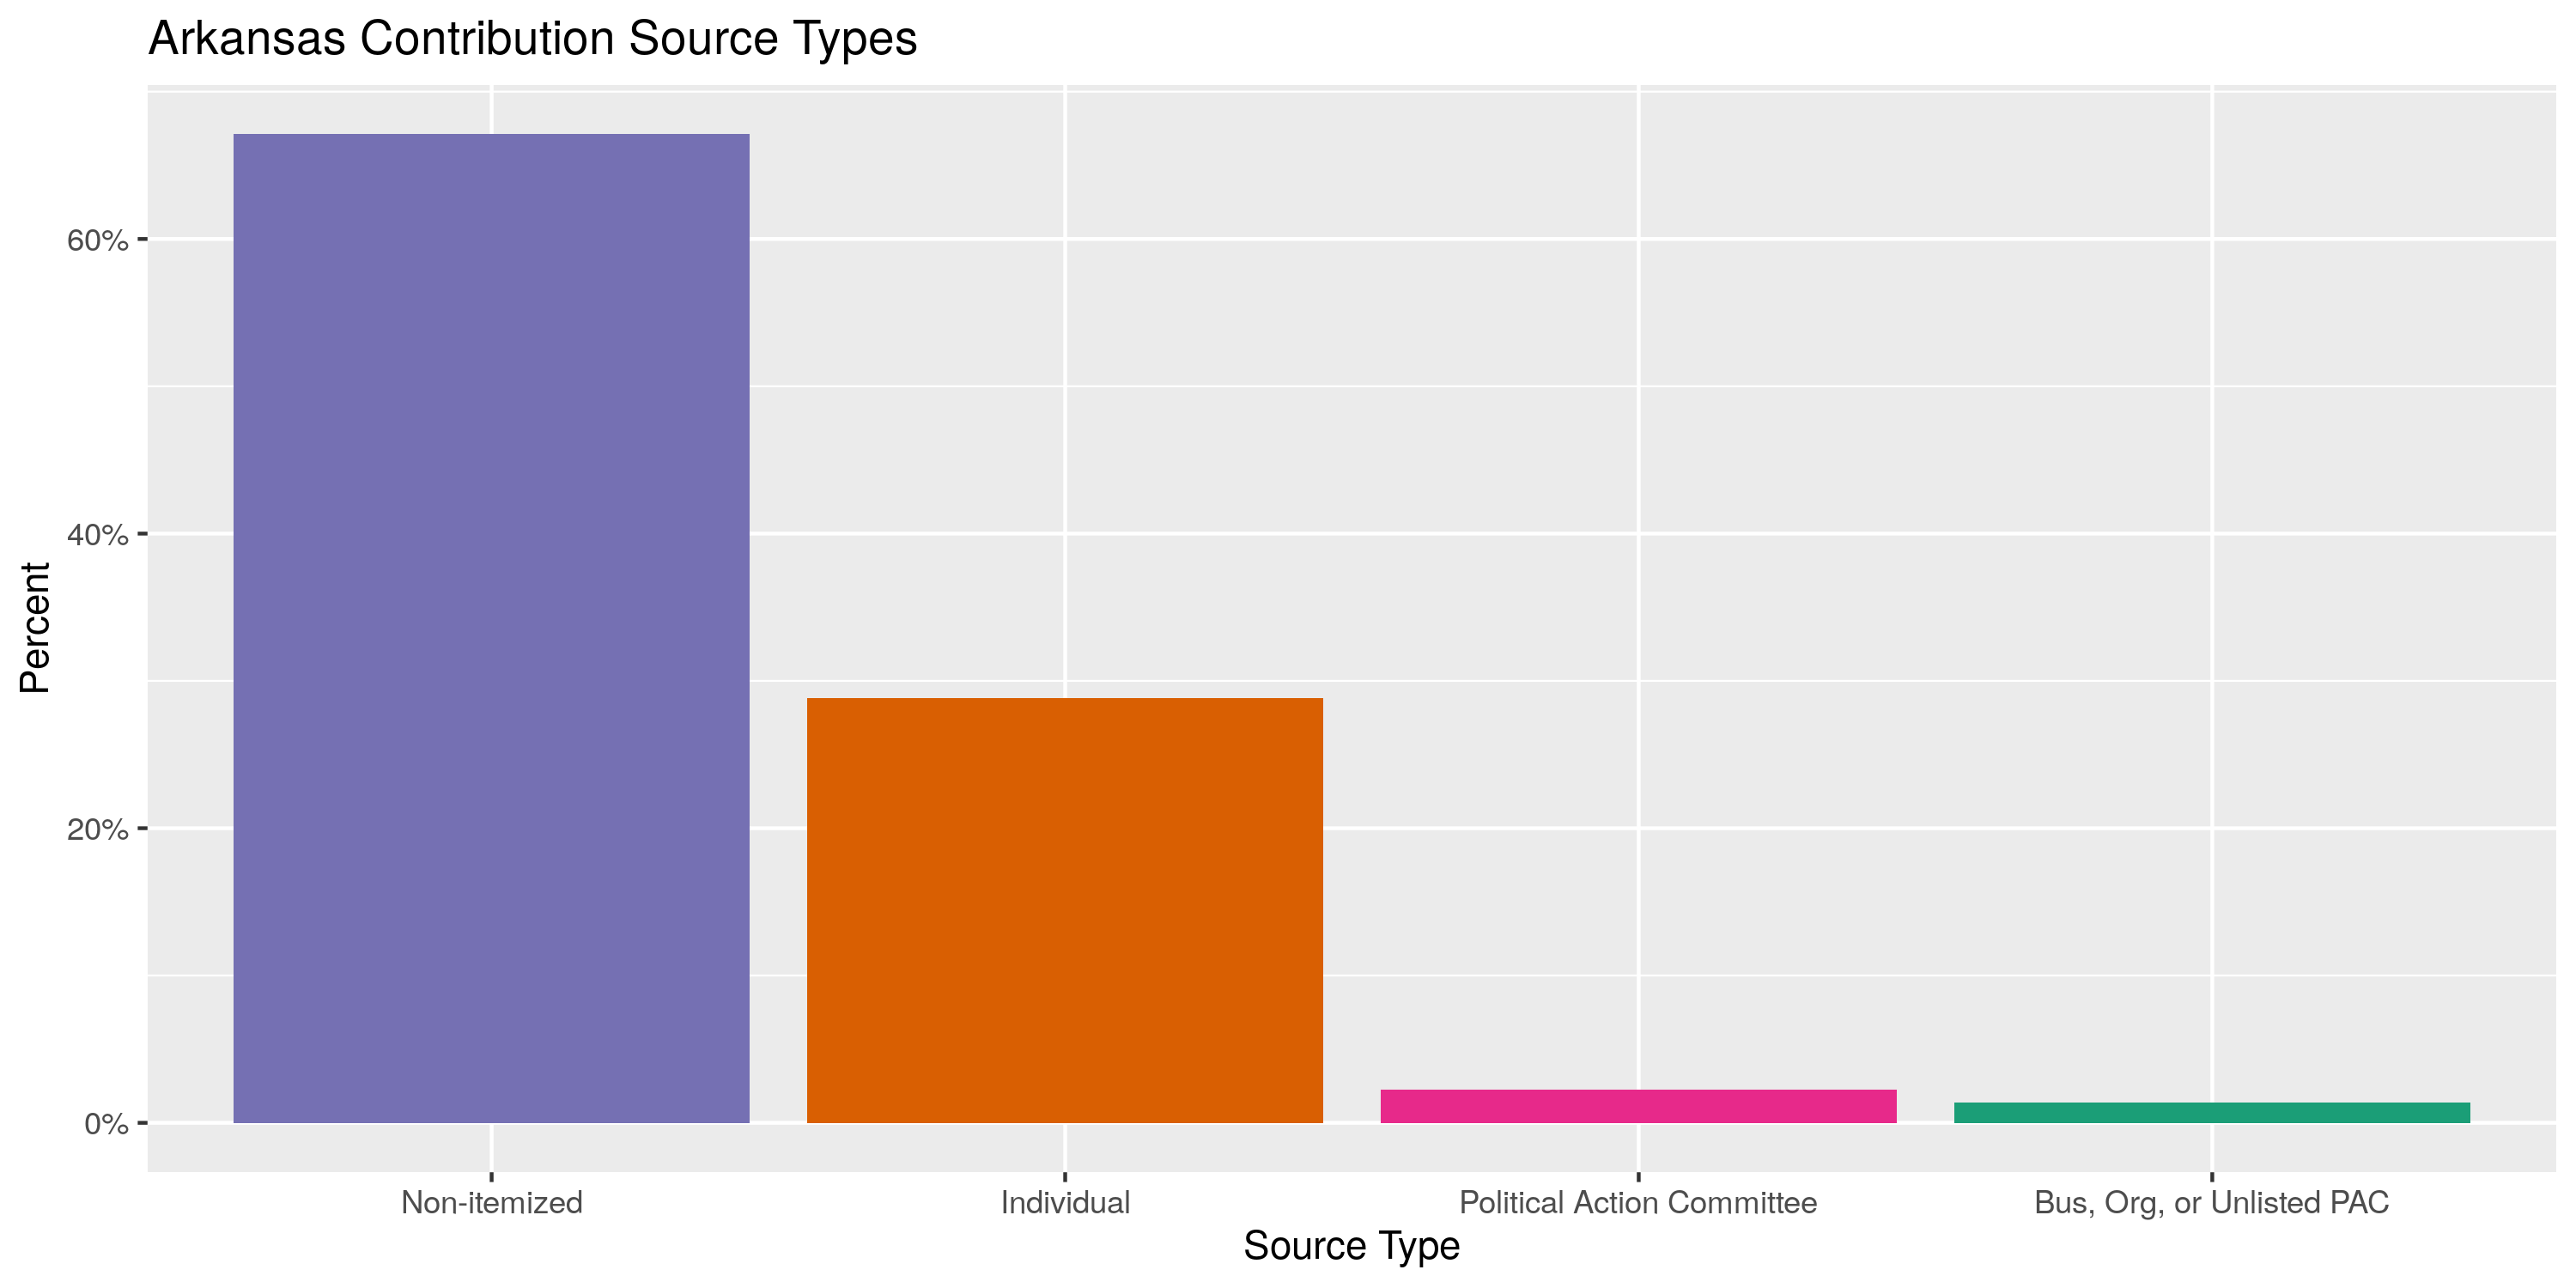 Arkansas Contribution Source Types
60%
40%
20%
0%
Percent
Non-itemized
Individual
Political Action Committee
Bus, Org, or Unlisted PAC
Source Type